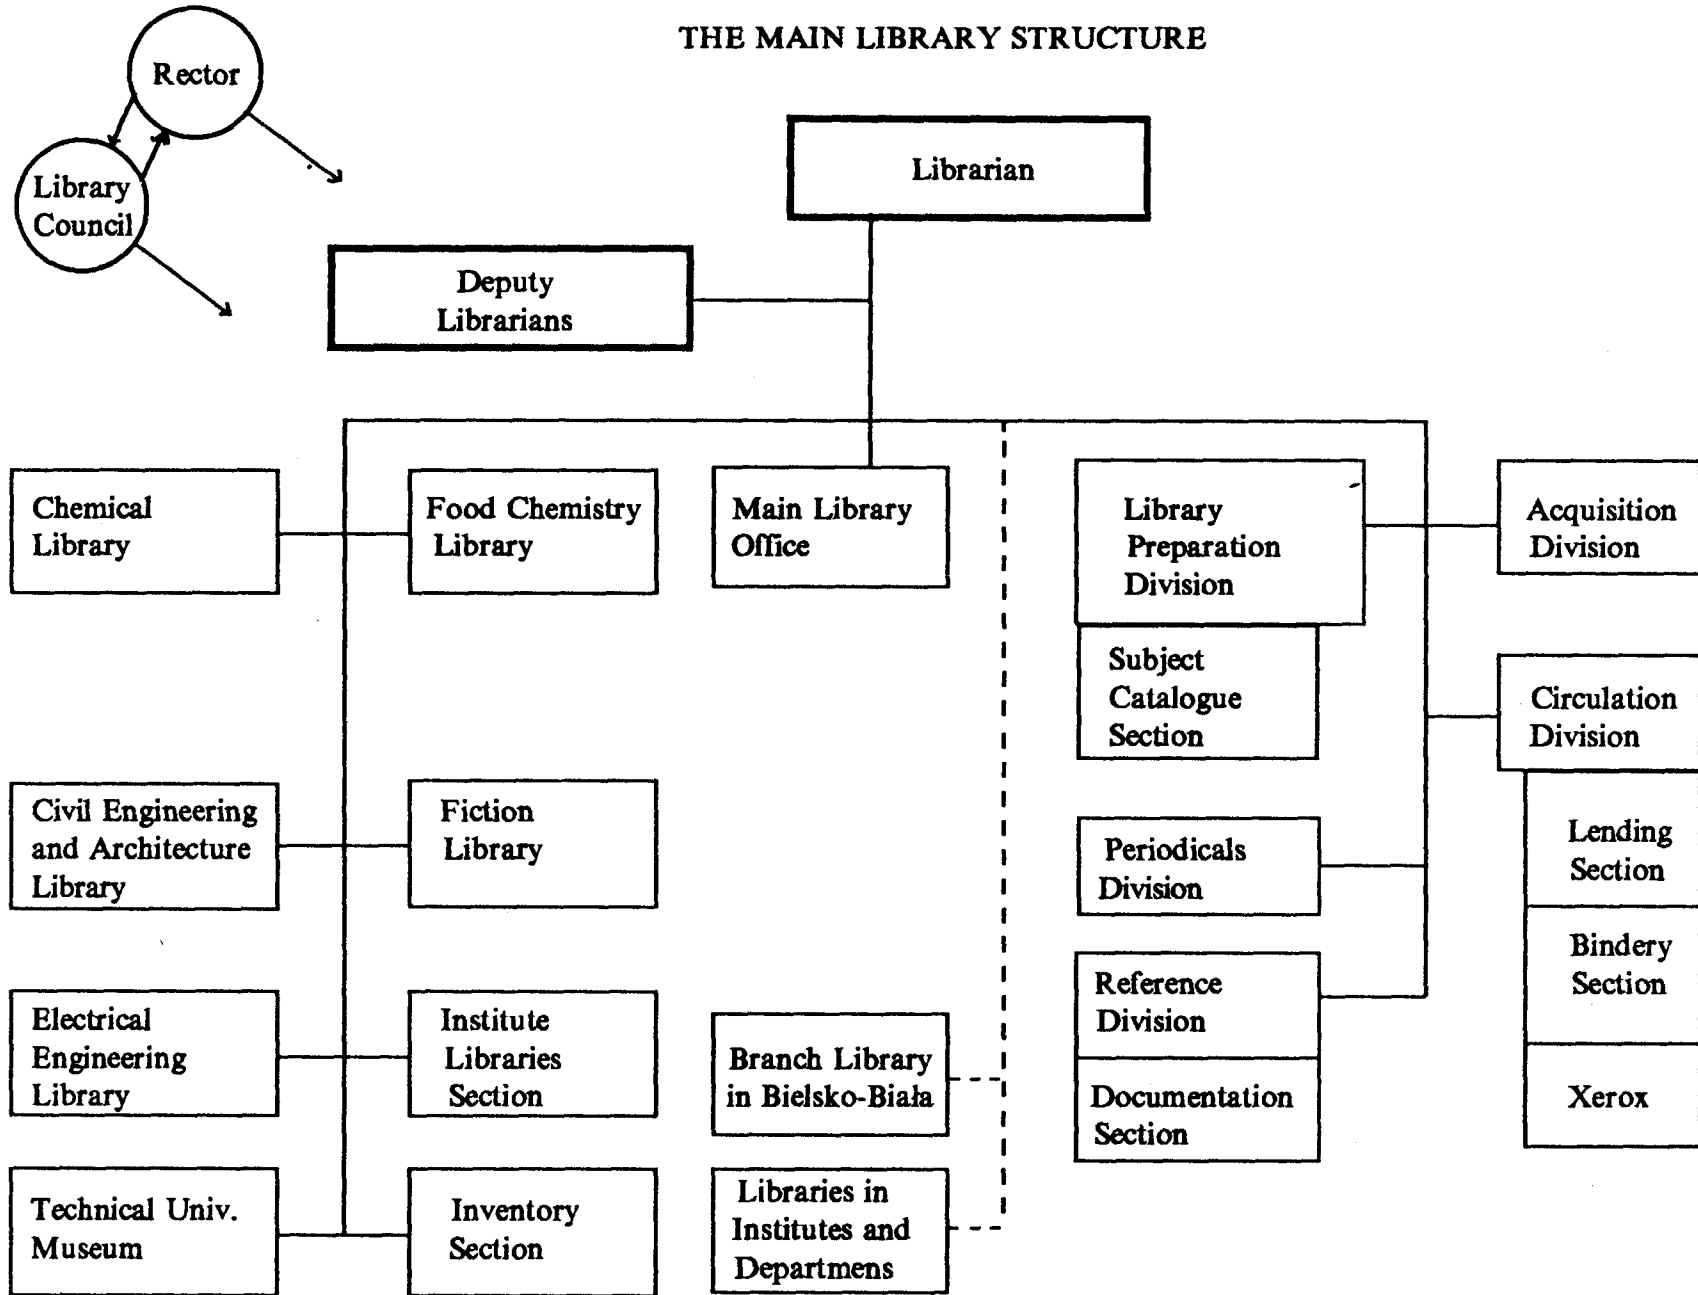 THE MAIN LIBRARY STRUCTURE
Rector
Library
Council
Librarian
Deputy
Librarians
Chemical
Library
Food Chemistry
Library
Main Library
Office
Library
Preparation
Division
Acquisition
Division
Subject
Catalogue
Section
Circulation
Division
Civil Engineering
and Architecture
Library
Fiction
Library
Periodicals
Division
Lending
Section
Bindery
Section
Electrical
Engineering
Library
Institute
Libraries
Section
Branch Library
in Bielsko-Biała
Reference
Division
Documentation
Section
Xerox
Technical Univ.
Museum
Inventory
Section
Libraries in
Institutes and
Departmens